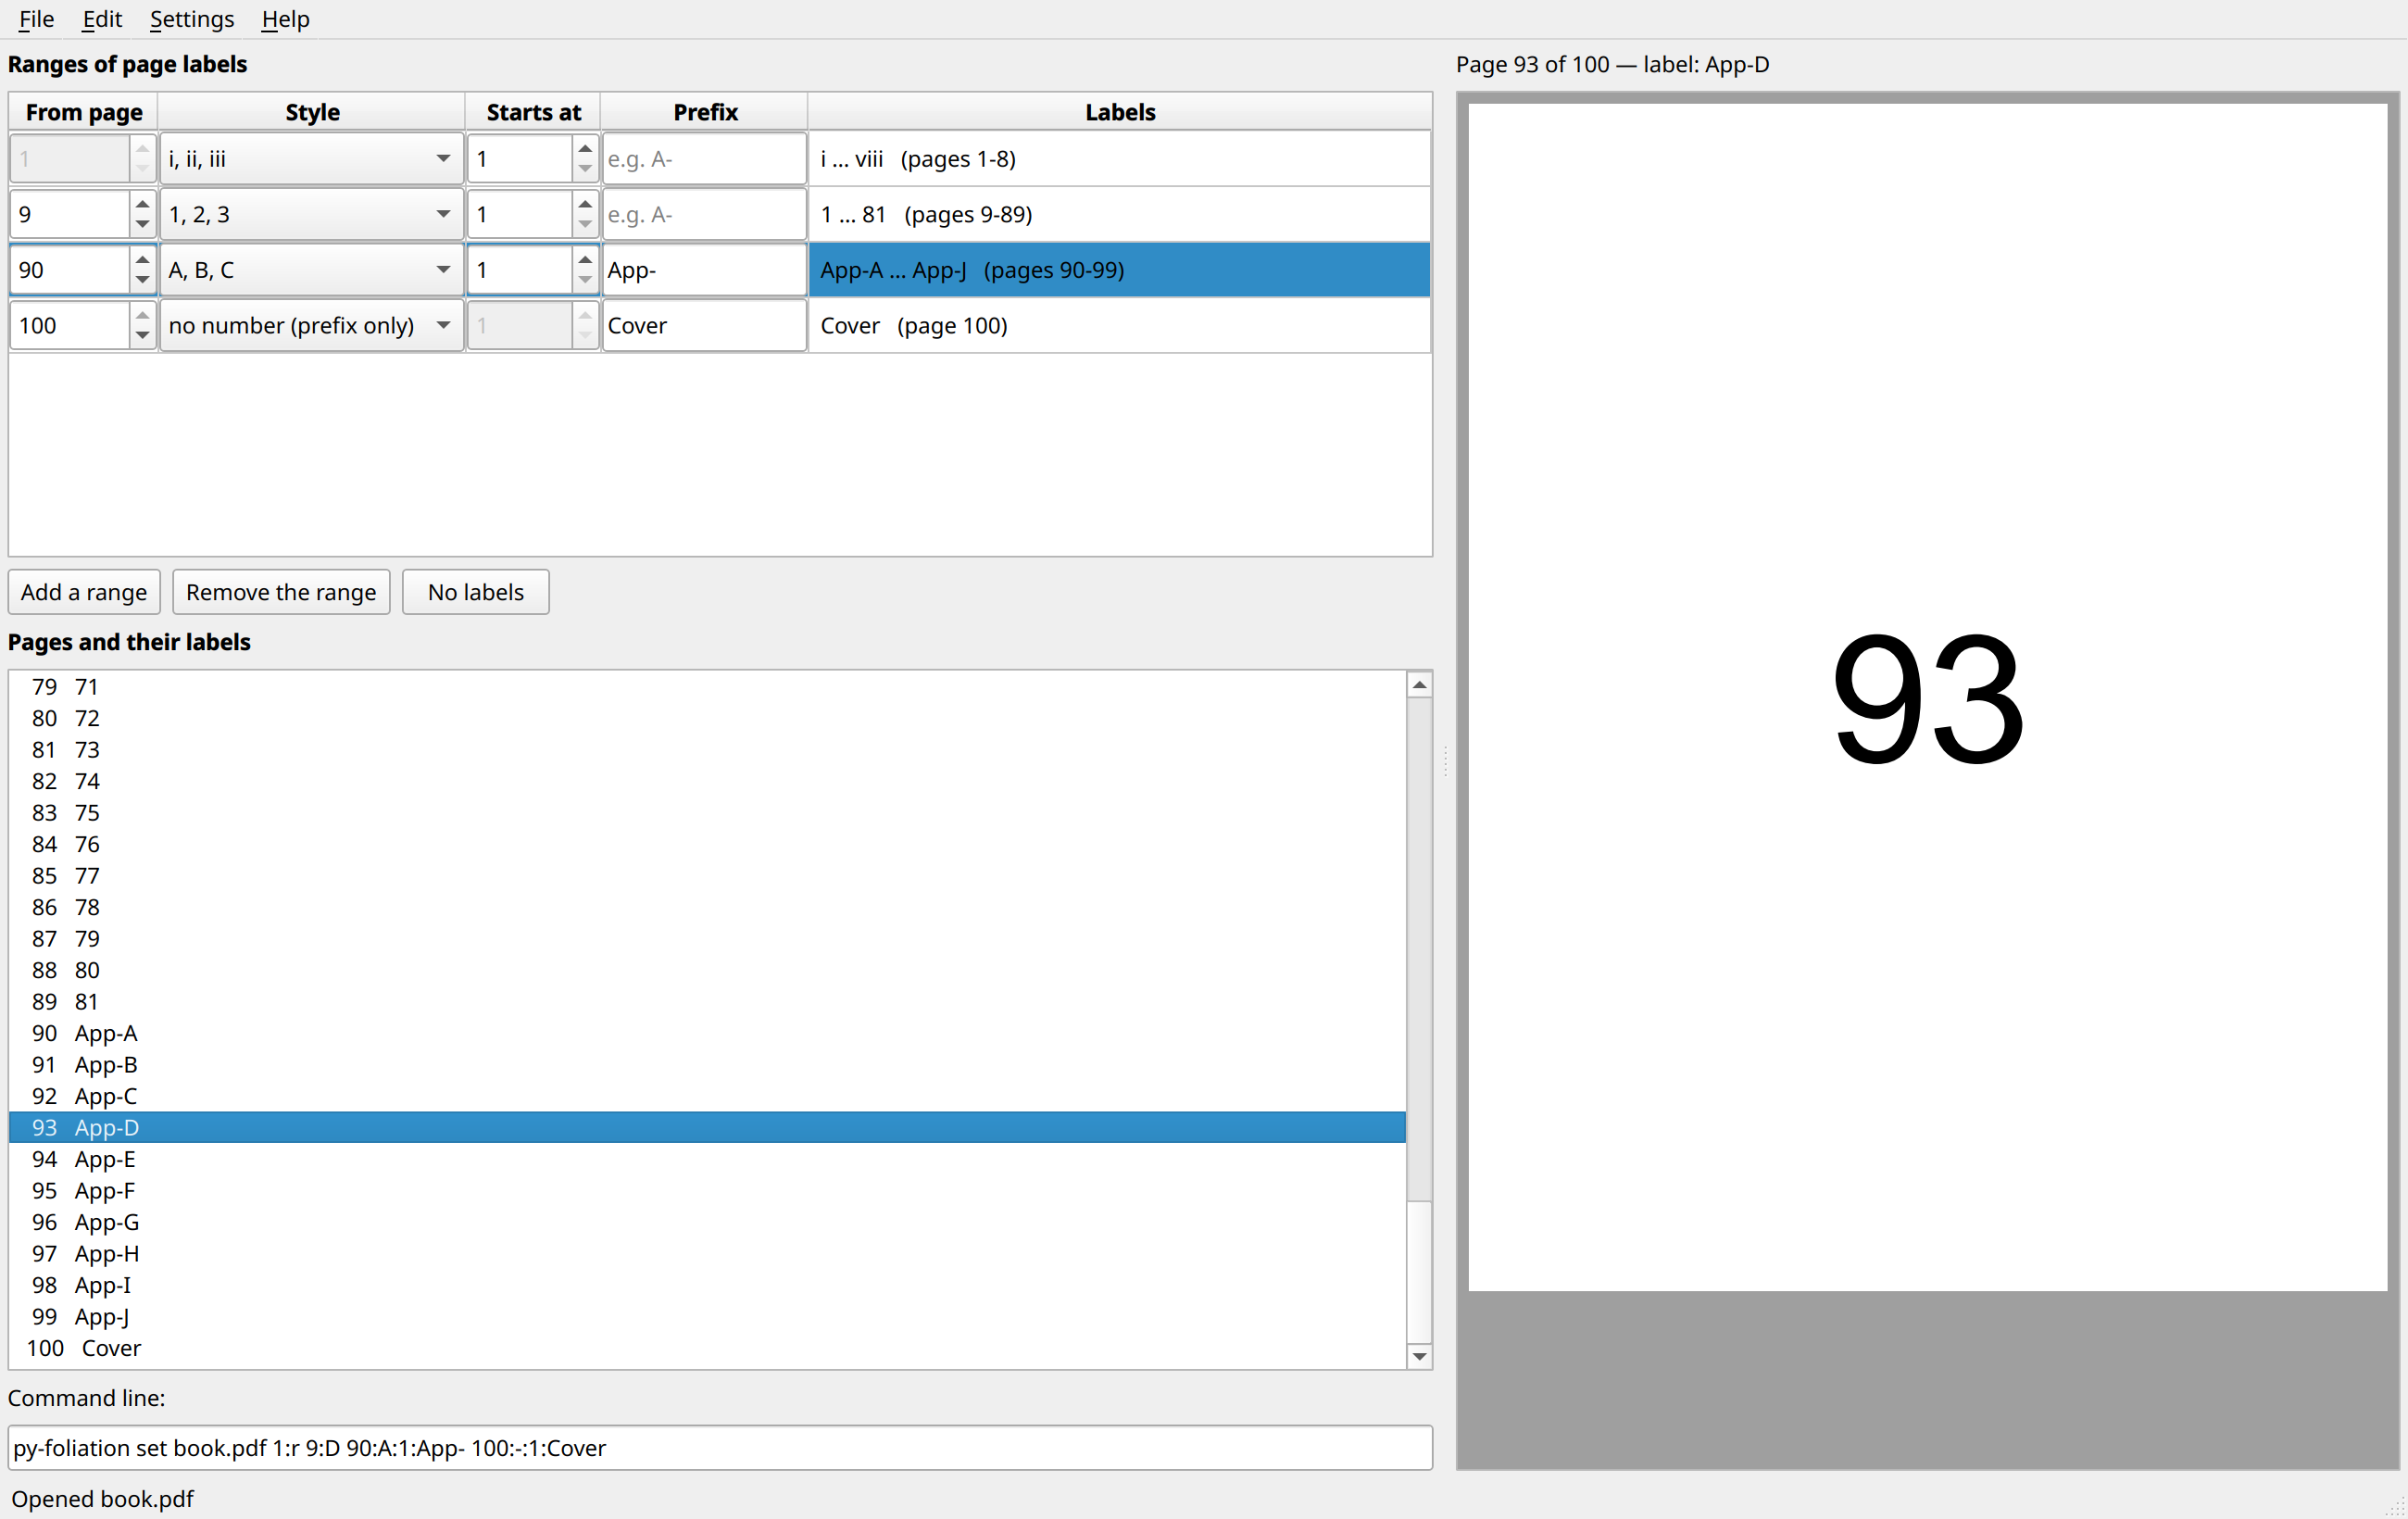 File Edit Settings Help
Ranges of page labels
From page Style Starts at Prefix Labels
1 i, ii, iii 1 e.g. A- i ... viii (pages 1-8)
9 1, 2, 3 1 e.g. A- 1 ... 81 (pages 9-89)
90 A, B, C 1 App- App-A ... App-J (pages 90-99)
100 no number (prefix only) 1 Cover Cover (page 100)
Add a range Remove the range No labels
Pages and their labels
79 71
80 72
81 73
82 74
83 75
84 76
85 77
86 78
87 79
88 80
89 81
90 App-A
91 App-B
92 App-C
93 App-D
94 App-E
95 App-F
96 App-G
97 App-H
98 App-I
99 App-J
100 Cover
Command line:
py-foliation set book.pdf 1:r 9:D 90:A:1:App- 100:-:1:Cover
Opened book.pdf
Page 93 of 100 — label: App-D
93